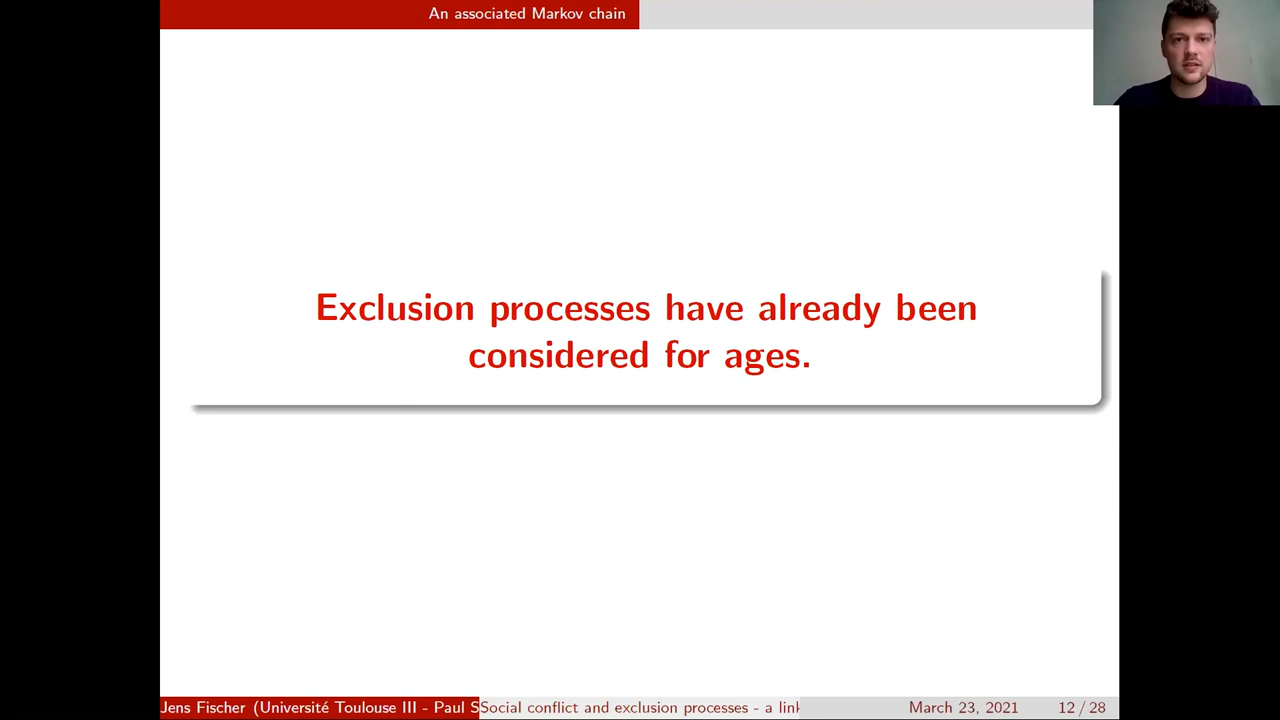 An associated Markov chain
Exclusion processes have already been
considered for ages.
Jens Fischer (Université Toulouse III - Paul S
Social conflict and exclusion processes - a link
March 23, 2021
12 / 28